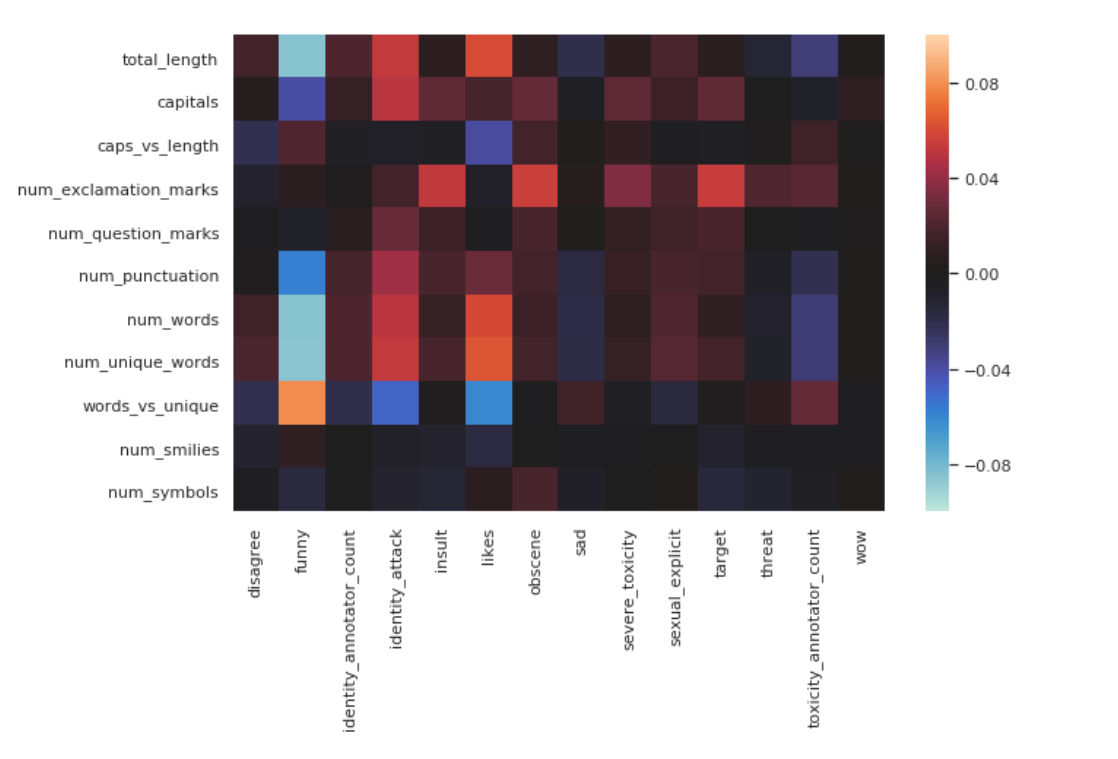 total_length
capitals
caps_vs_length
num_exclamation_marks
num_question_marks
num_punctuation
num_words
num_unique_words
words_vs_unique
num_smilies
num_symbols
disagree
funny
identity_annotator_count
identity_attack
insult
likes
obscene
sad
severe_toxicity
sexual_explicit
target
threat
toxicity_annotator_count
wow
0.08
0.04
0.00
−0.04
−0.08